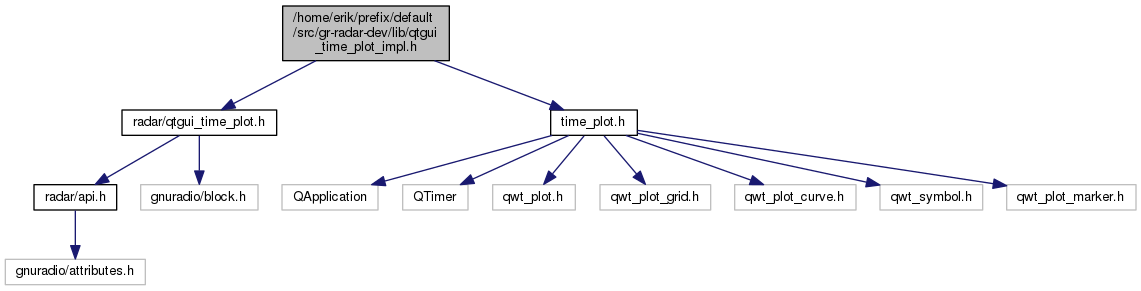 /home/erik/prefix/default
/src/gr-radar-dev/lib/qtgui
_time_plot_impl.h
radar/qtgui_time_plot.h
time_plot.h
radar/api.h
gnuradio/block.h
QApplication
QTimer
qwt_plot.h
qwt_plot_grid.h
qwt_plot_curve.h
qwt_symbol.h
qwt_plot_marker.h
gnuradio/attributes.h